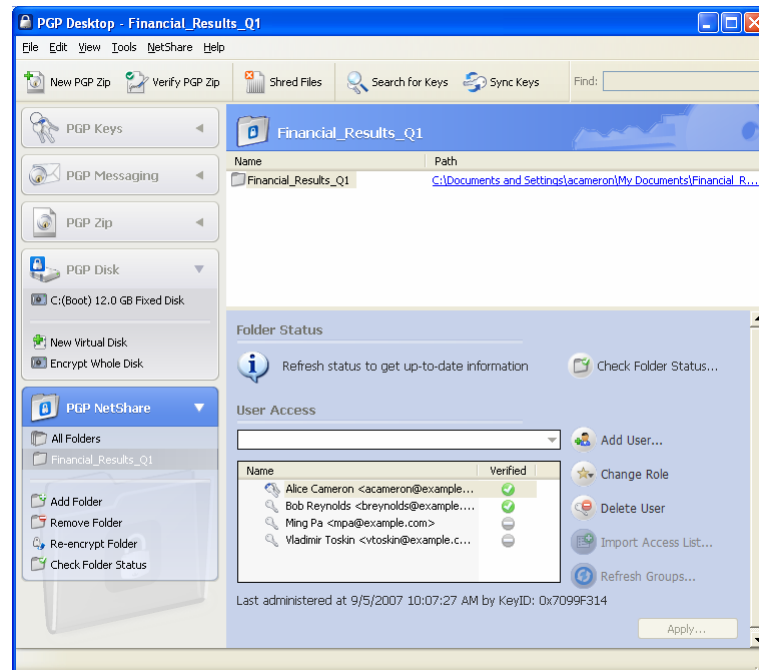 PGP Desktop - Financial_Results_Q1
File Edit View Tools NetShare Help
New PGP Zip Verify PGP Zip Shred Files Search for Keys Sync Keys Find:
PGP Keys
PGP Messaging
PGP Zip
PGP Disk
C:(Boot) 12.0 GB Fixed Disk
New Virtual Disk
Encrypt Whole Disk
PGP NetShare
All Folders
Financial_Results_Q1
Add Folder
Remove Folder
Re-encrypt Folder
Check Folder Status
Financial_Results_Q1
Name Path
Financial_Results_Q1 C:\Documents and Settings\acameron\My Documents\Financial_R...
Folder Status
Refresh status to get up-to-date information
Check Folder Status...
User Access
Add User...
Change Role
Delete User
Import Access List...
Refresh Groups...
Name Verified
Alice Cameron <acameron@example...
Bob Reynolds <breynolds@example....
Ming Pa <mpa@example.com>
Vladimir Toskin <vtoskin@example.c...
Last administered at 9/5/2007 10:07:27 AM by KeyID: 0x7099F314
Apply...